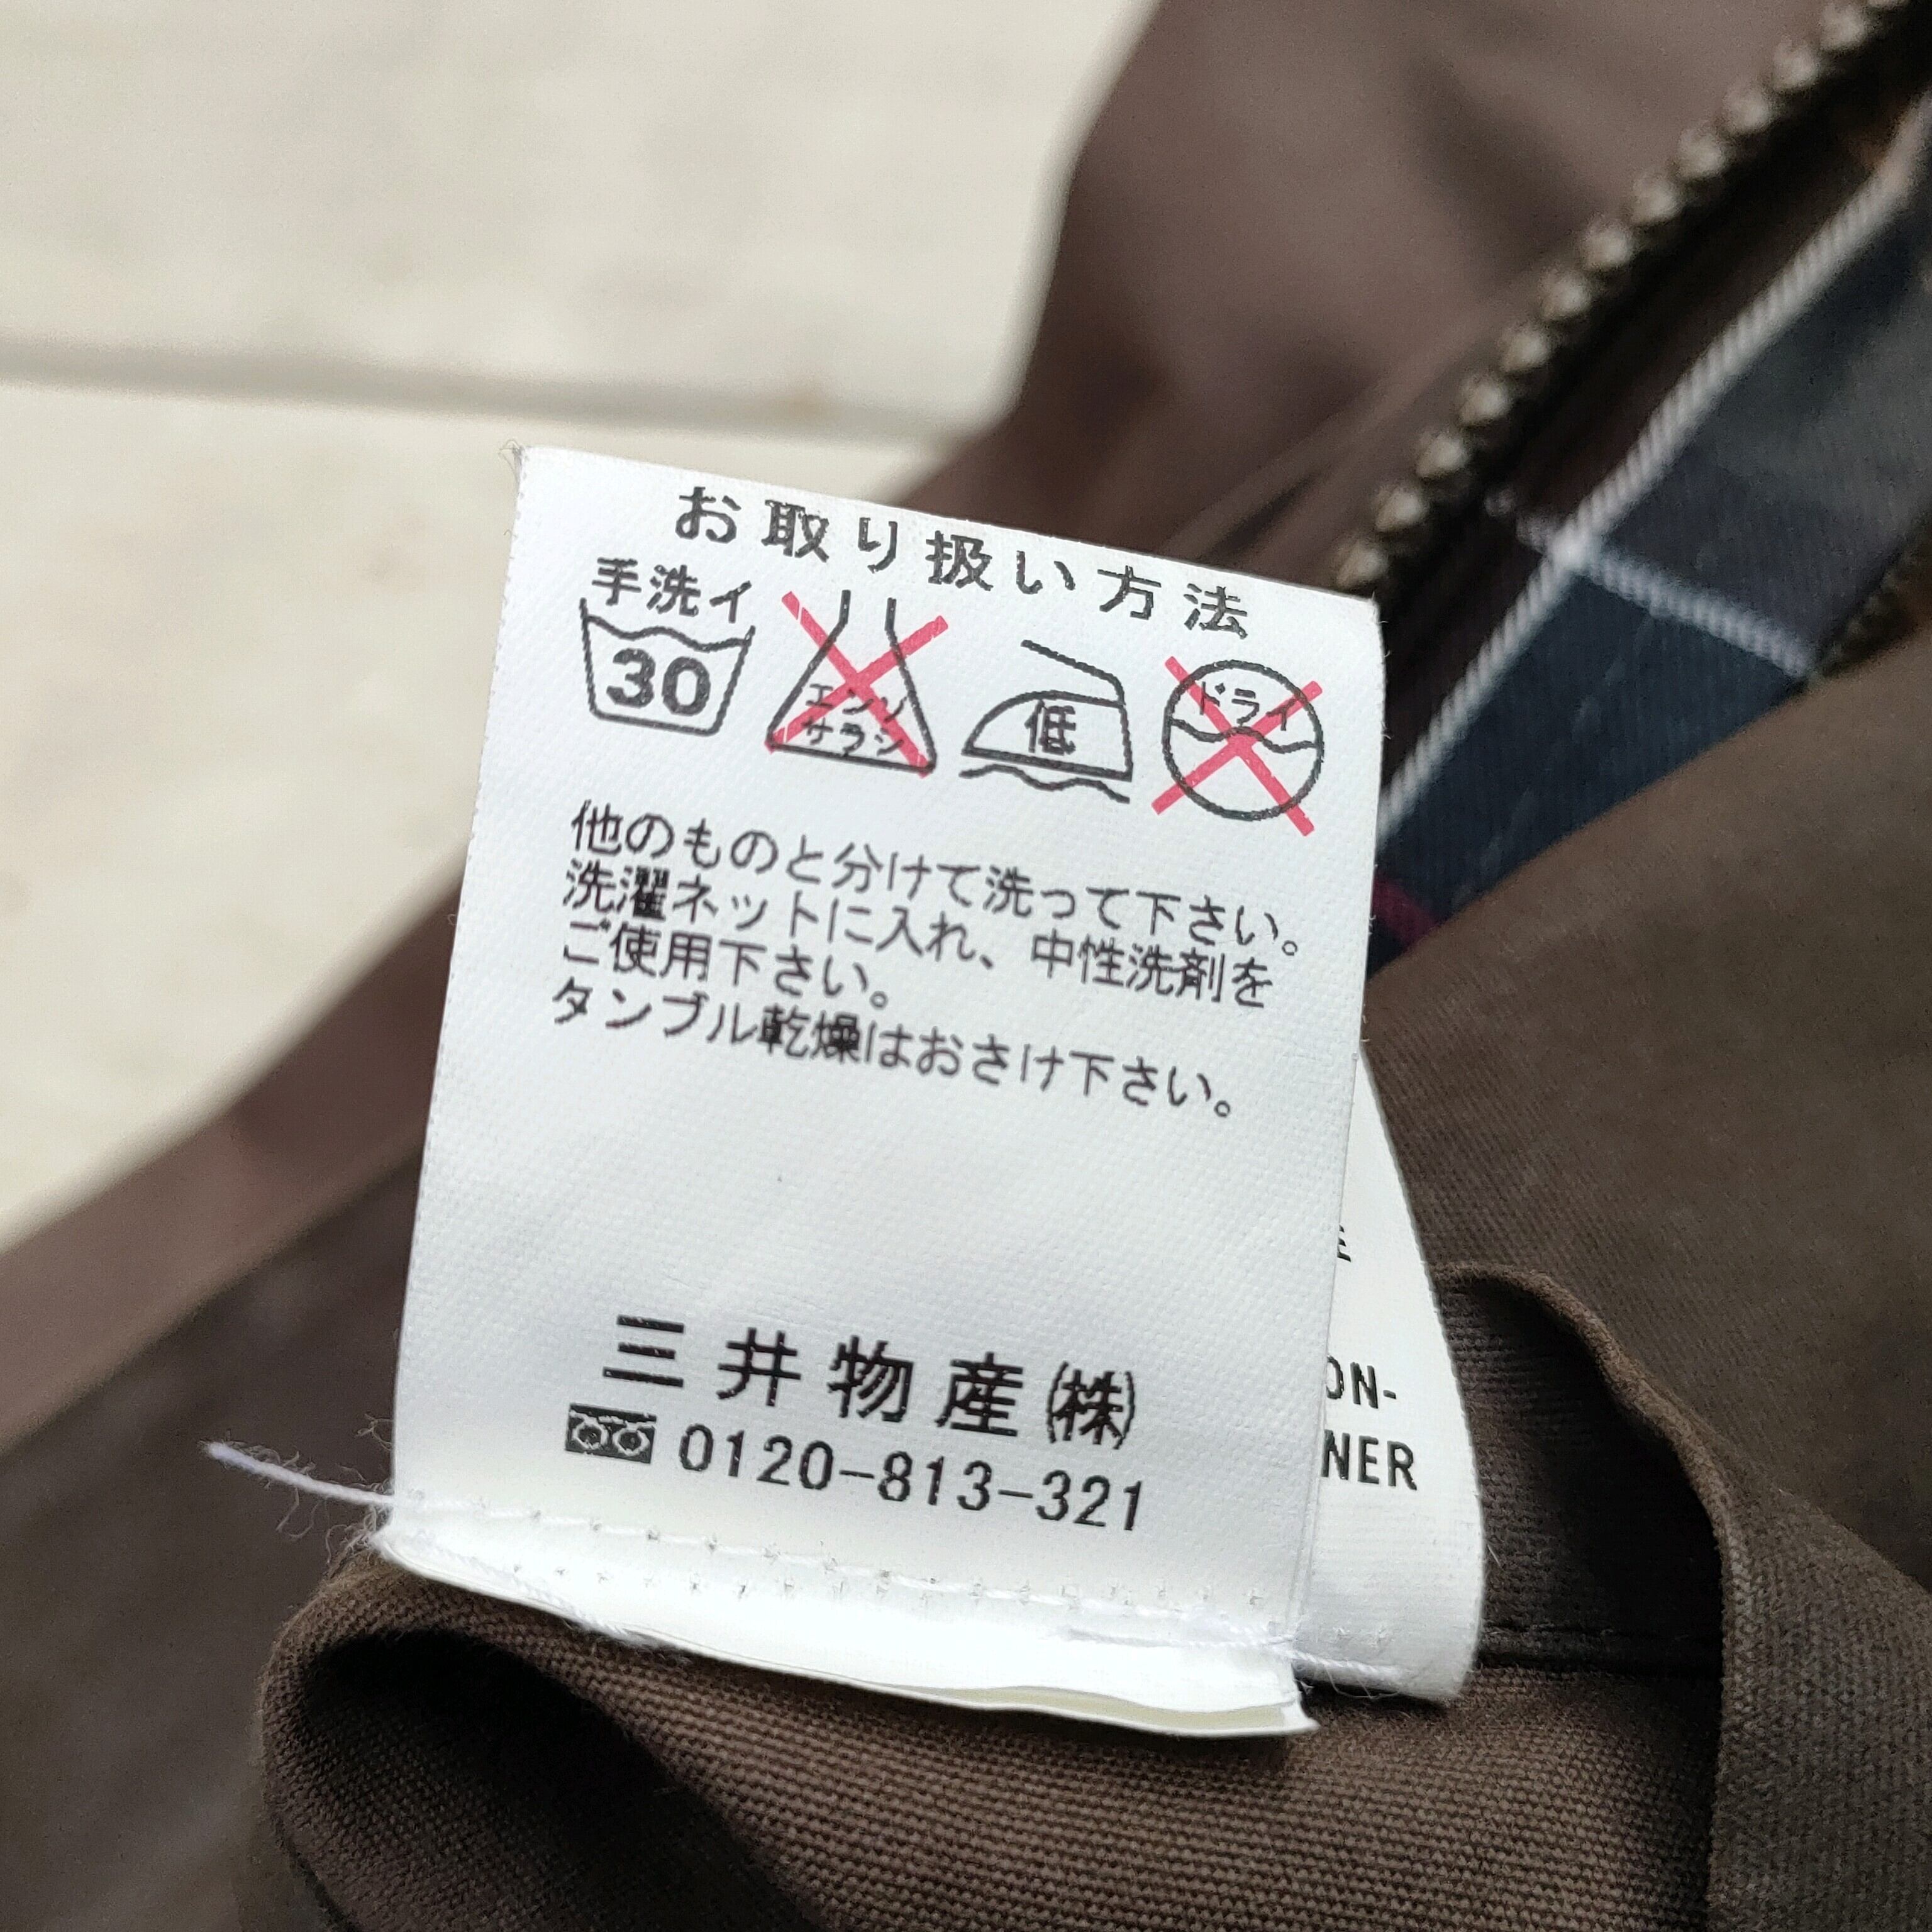 お取り扱い方法
手洗イ
30
エンソ
サラシ
低
ドライ
他のものと分けて洗って下さい。
洗濯ネットに入れ、中性洗剤を
ご使用下さい。
タンブル乾燥はおさけ下さい。
三井物産㈱
0120-813-321
ON-
NER